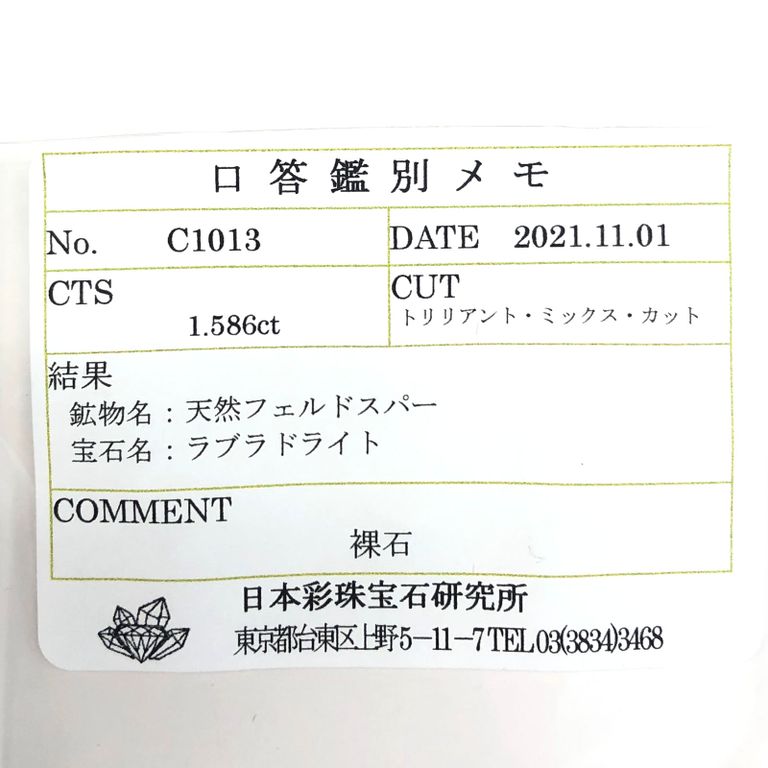 口答鑑別メモ
No. C1013
DATE 2021.11.01
CTS
1.586ct
CUT
トリリアント・ミックス・カット
結果
鉱物名：天然フェルドスパー
宝石名：ラブラドライト
COMMENT
裸石
日本彩珠宝石研究所
東京都台東区上野5-11-7 TEL03(3834)3468